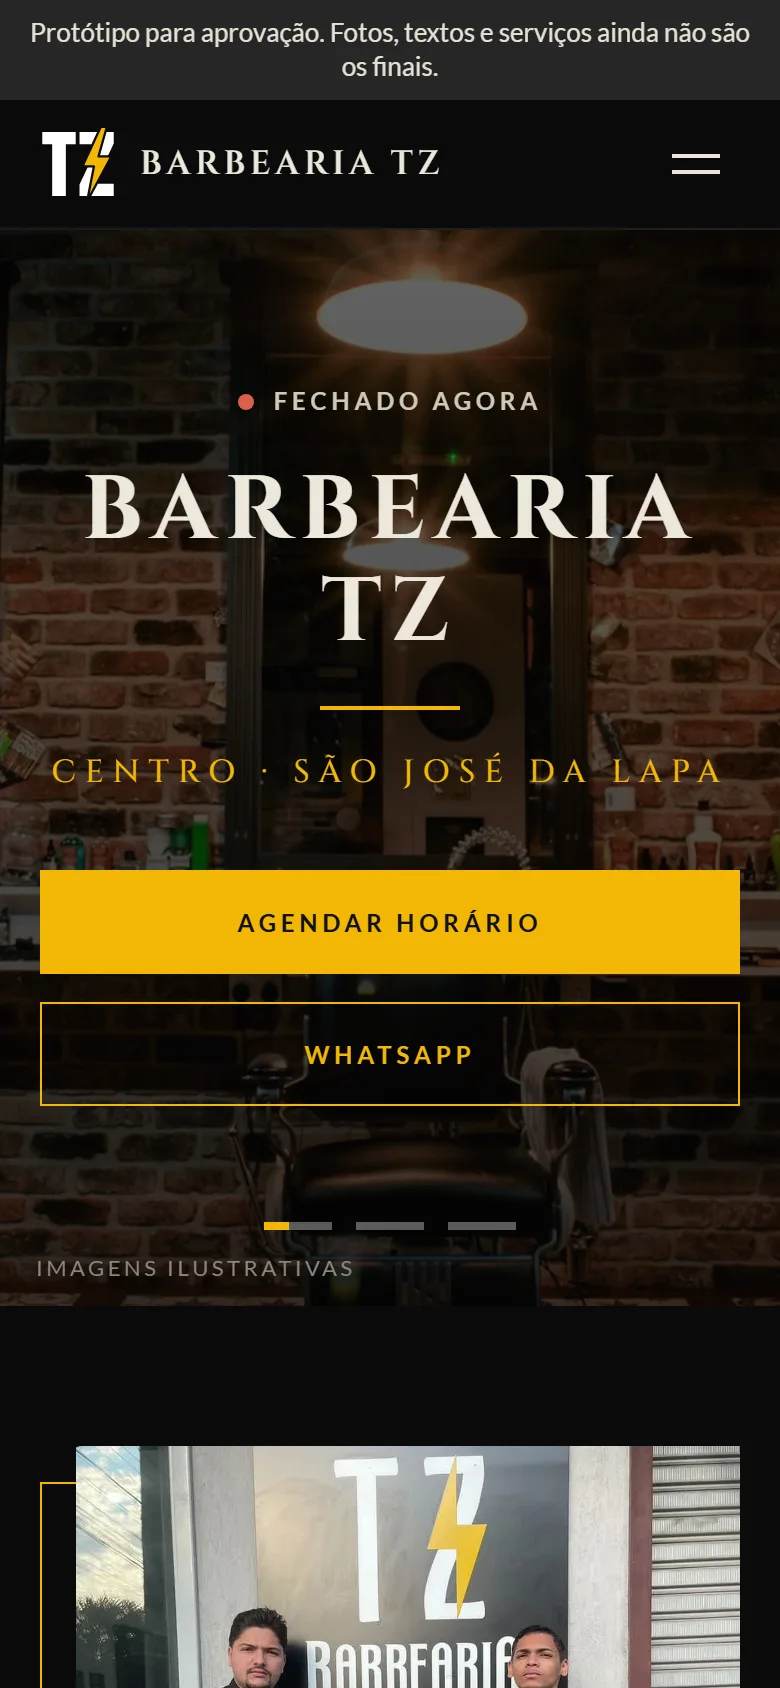 Protótipo para aprovação. Fotos, textos e serviços ainda não são
os finais.
TZ BARBEARIA TZ
FECHADO AGORA
BARBEARIA
TZ
CENTRO · SÃO JOSÉ DA LAPA
AGENDAR HORÁRIO
WHATSAPP
IMAGENS ILUSTRATIVAS
TZ
BARBEARIA